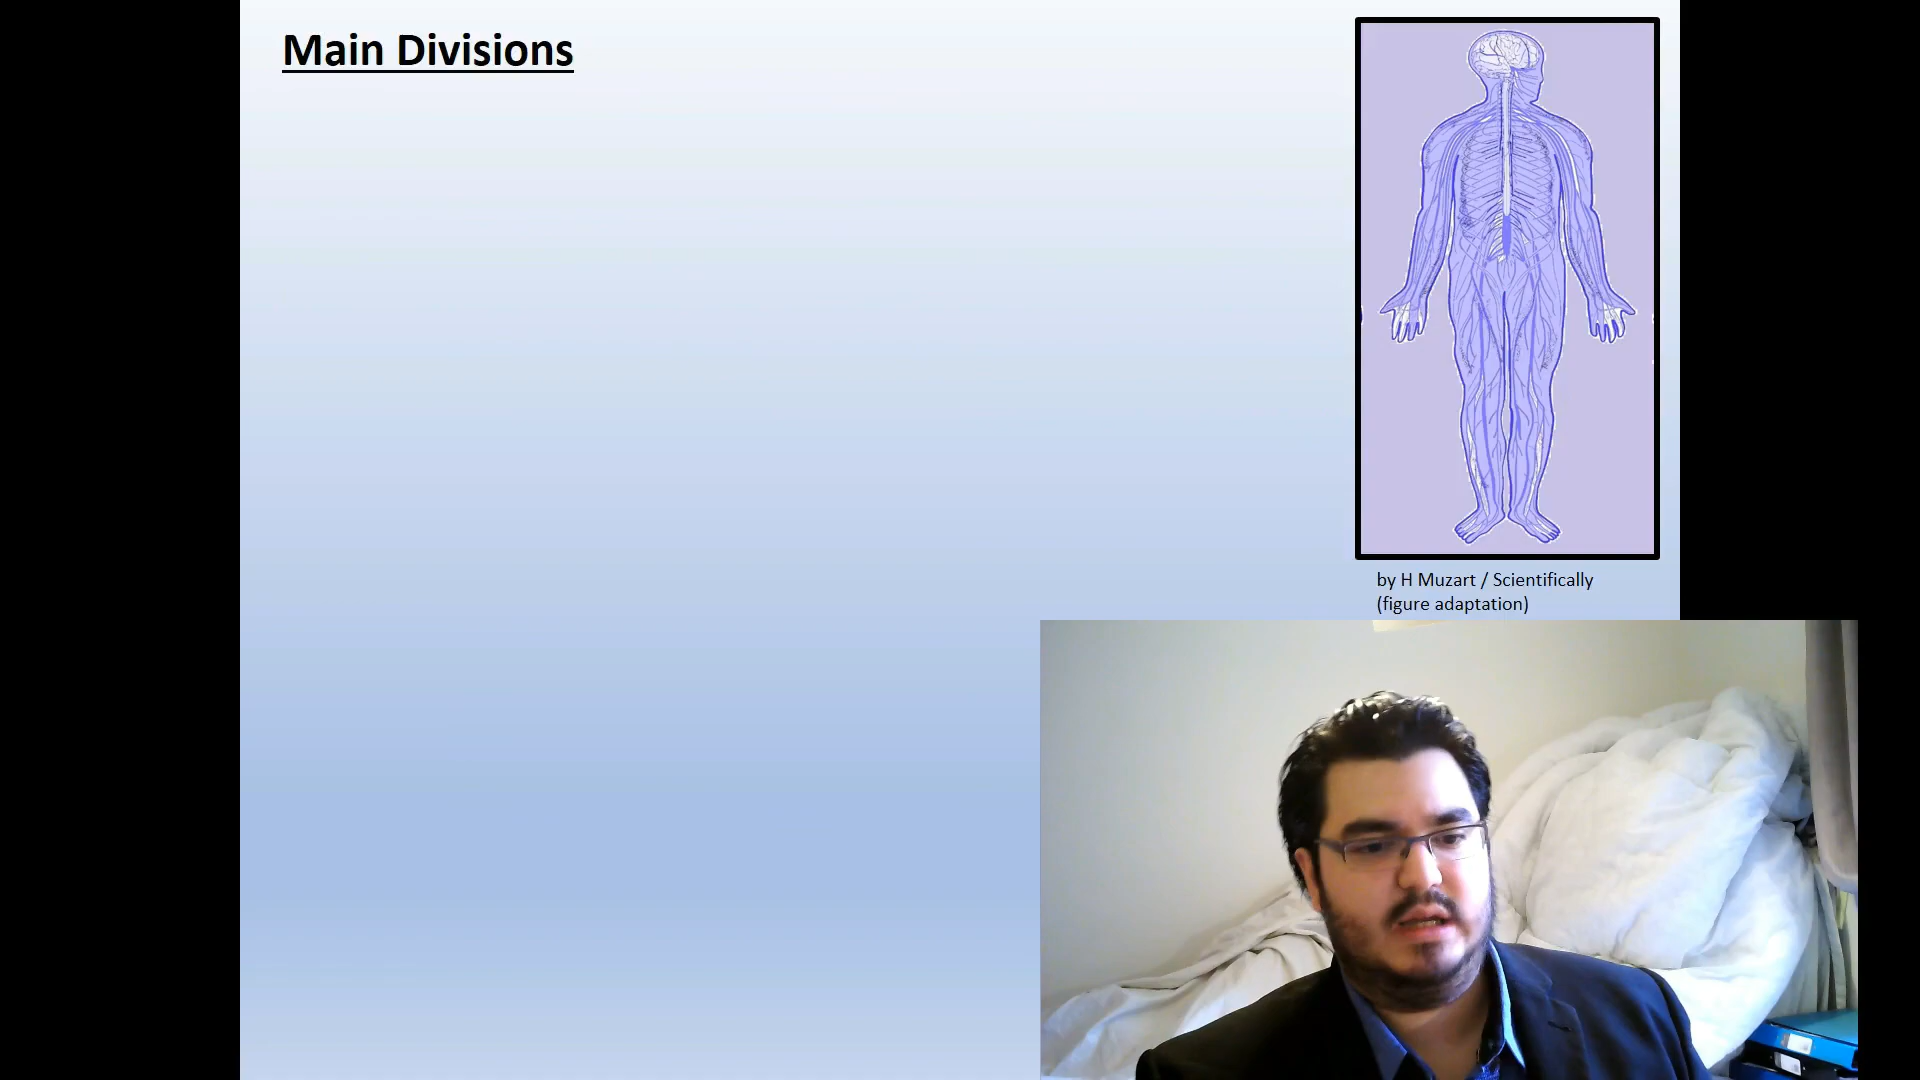 Main Divisions
by H Muzart / Scientifically
(figure adaptation)